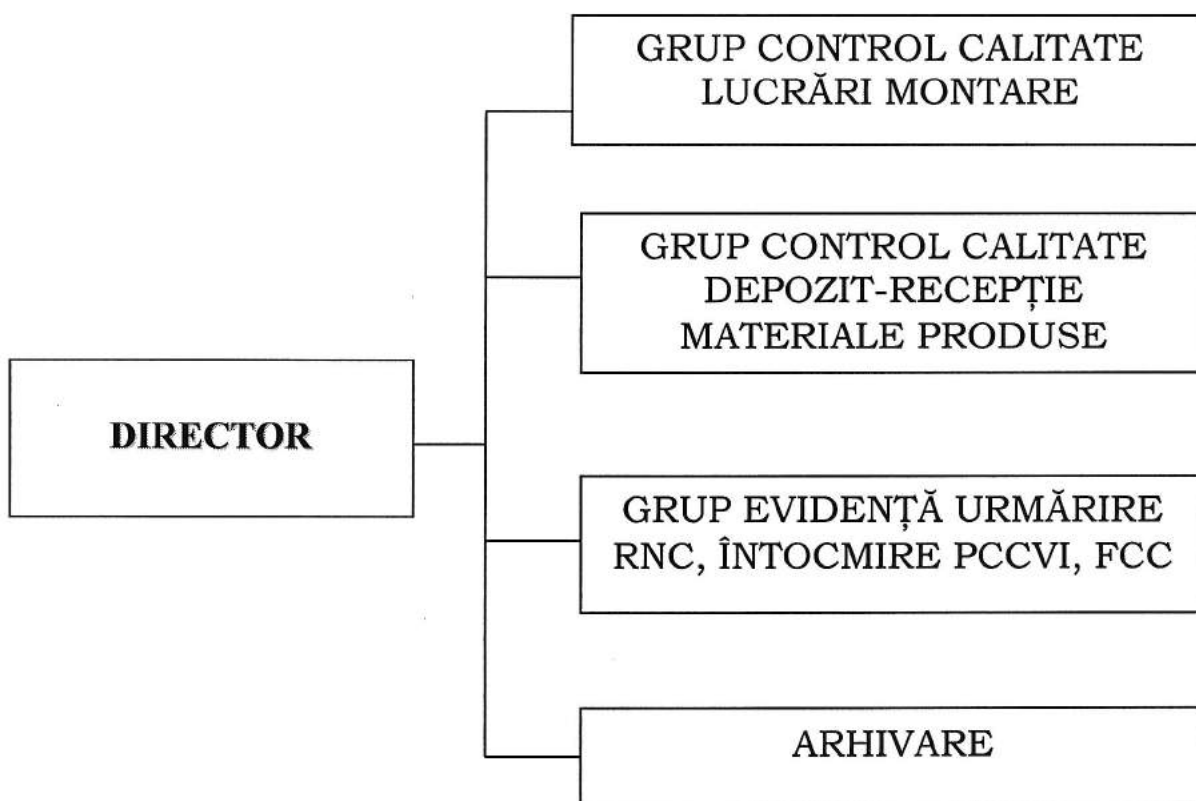 GRUP CONTROL CALITATE
LUCRĂRI MONTARE
GRUP CONTROL CALITATE
DEPOZIT-RECEPȚIE
MATERIALE PRODUSE
DIRECTOR
GRUP EVIDENȚĂ URMĂRIRE
RNC, ÎNTOCMIRE PCCVI, FCC
ARHIVARE